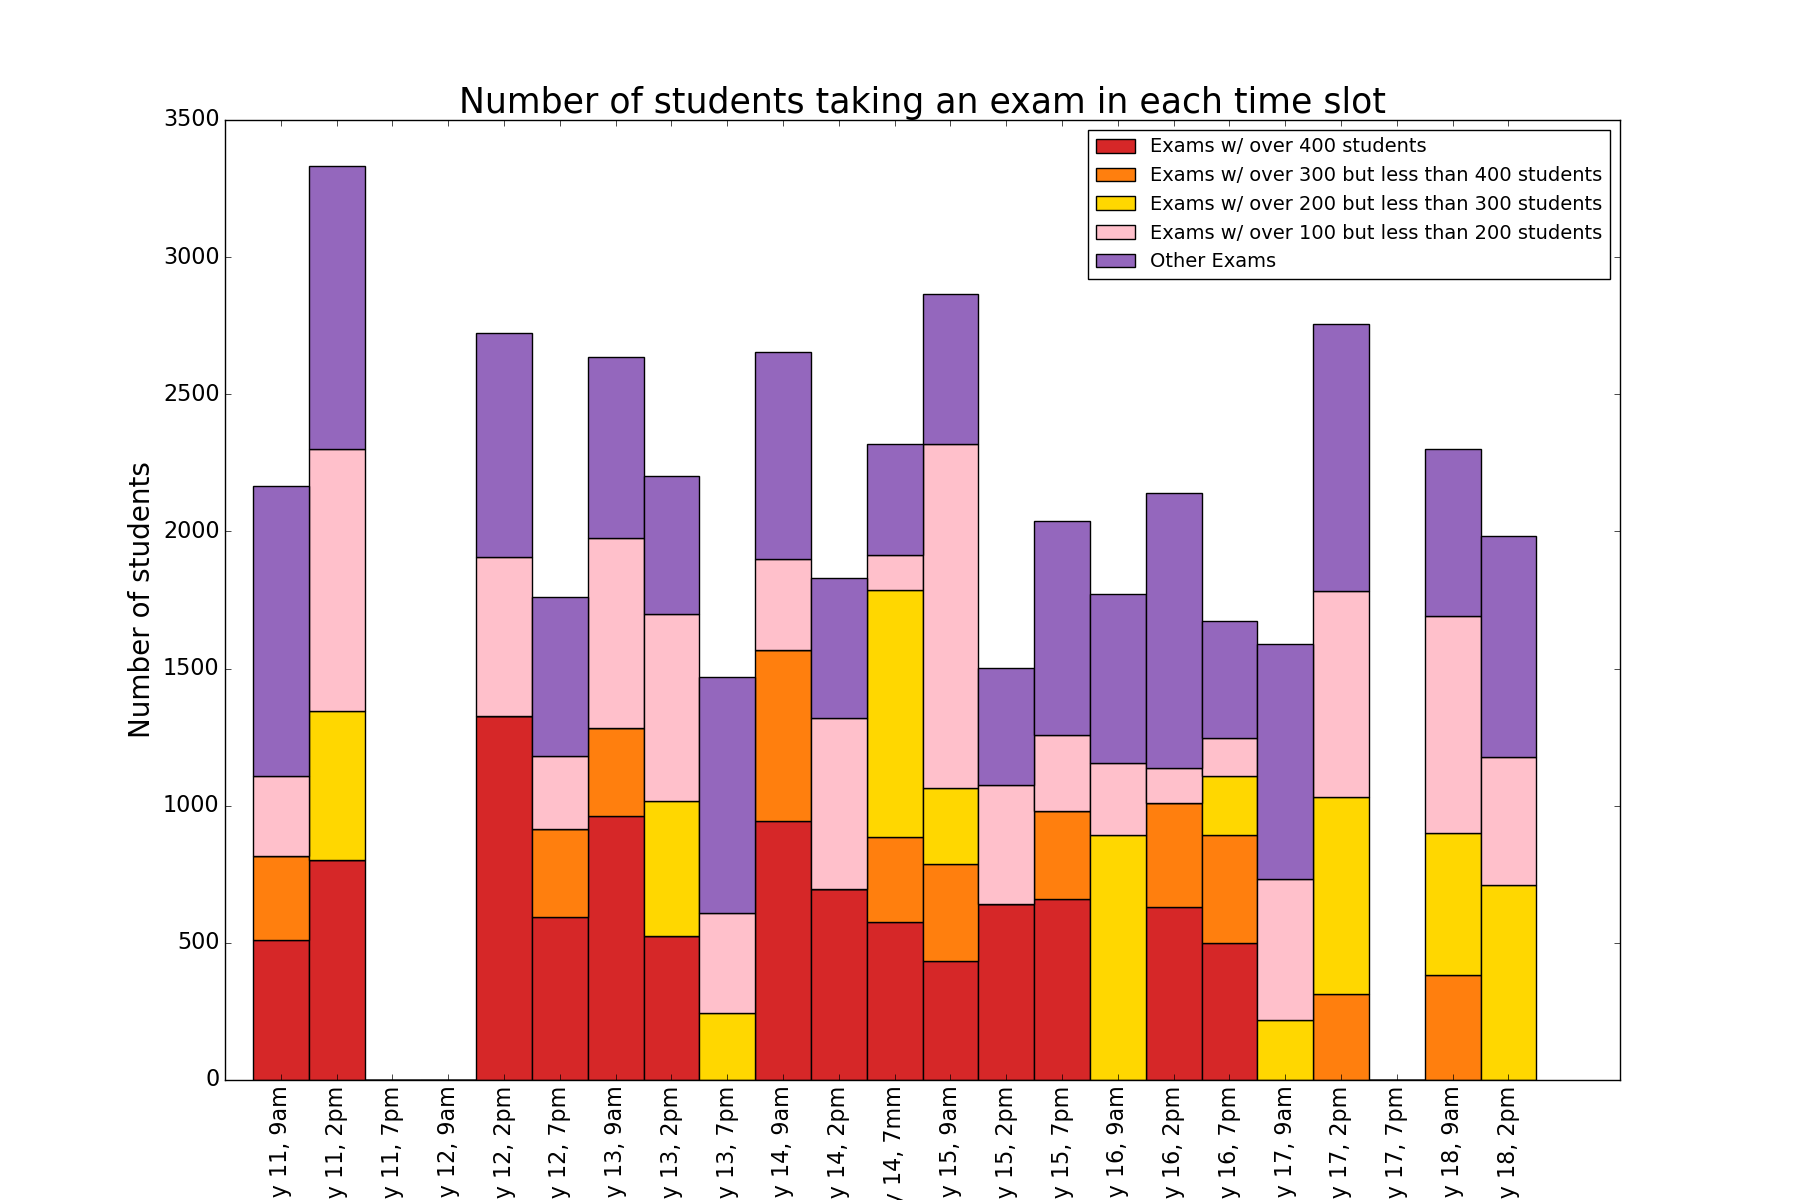 Number of students taking an exam in each time slot
Exams w/ over 400 students
Exams w/ over 300 but less than 400 students
Exams w/ over 200 but less than 300 students
Exams w/ over 100 but less than 200 students
Other Exams
Number of students
3500
3000
2500
2000
1500
1000
500
0
y 11, 9am
y 11, 2pm
y 11, 7pm
y 12, 9am
y 12, 2pm
y 12, 7pm
y 13, 9am
y 13, 2pm
y 13, 7pm
y 14, 9am
y 14, 2pm
y 14, 7mm
y 15, 9am
y 15, 2pm
y 15, 7pm
y 16, 9am
y 16, 2pm
y 16, 7pm
y 17, 9am
y 17, 2pm
y 17, 7pm
y 18, 9am
y 18, 2pm